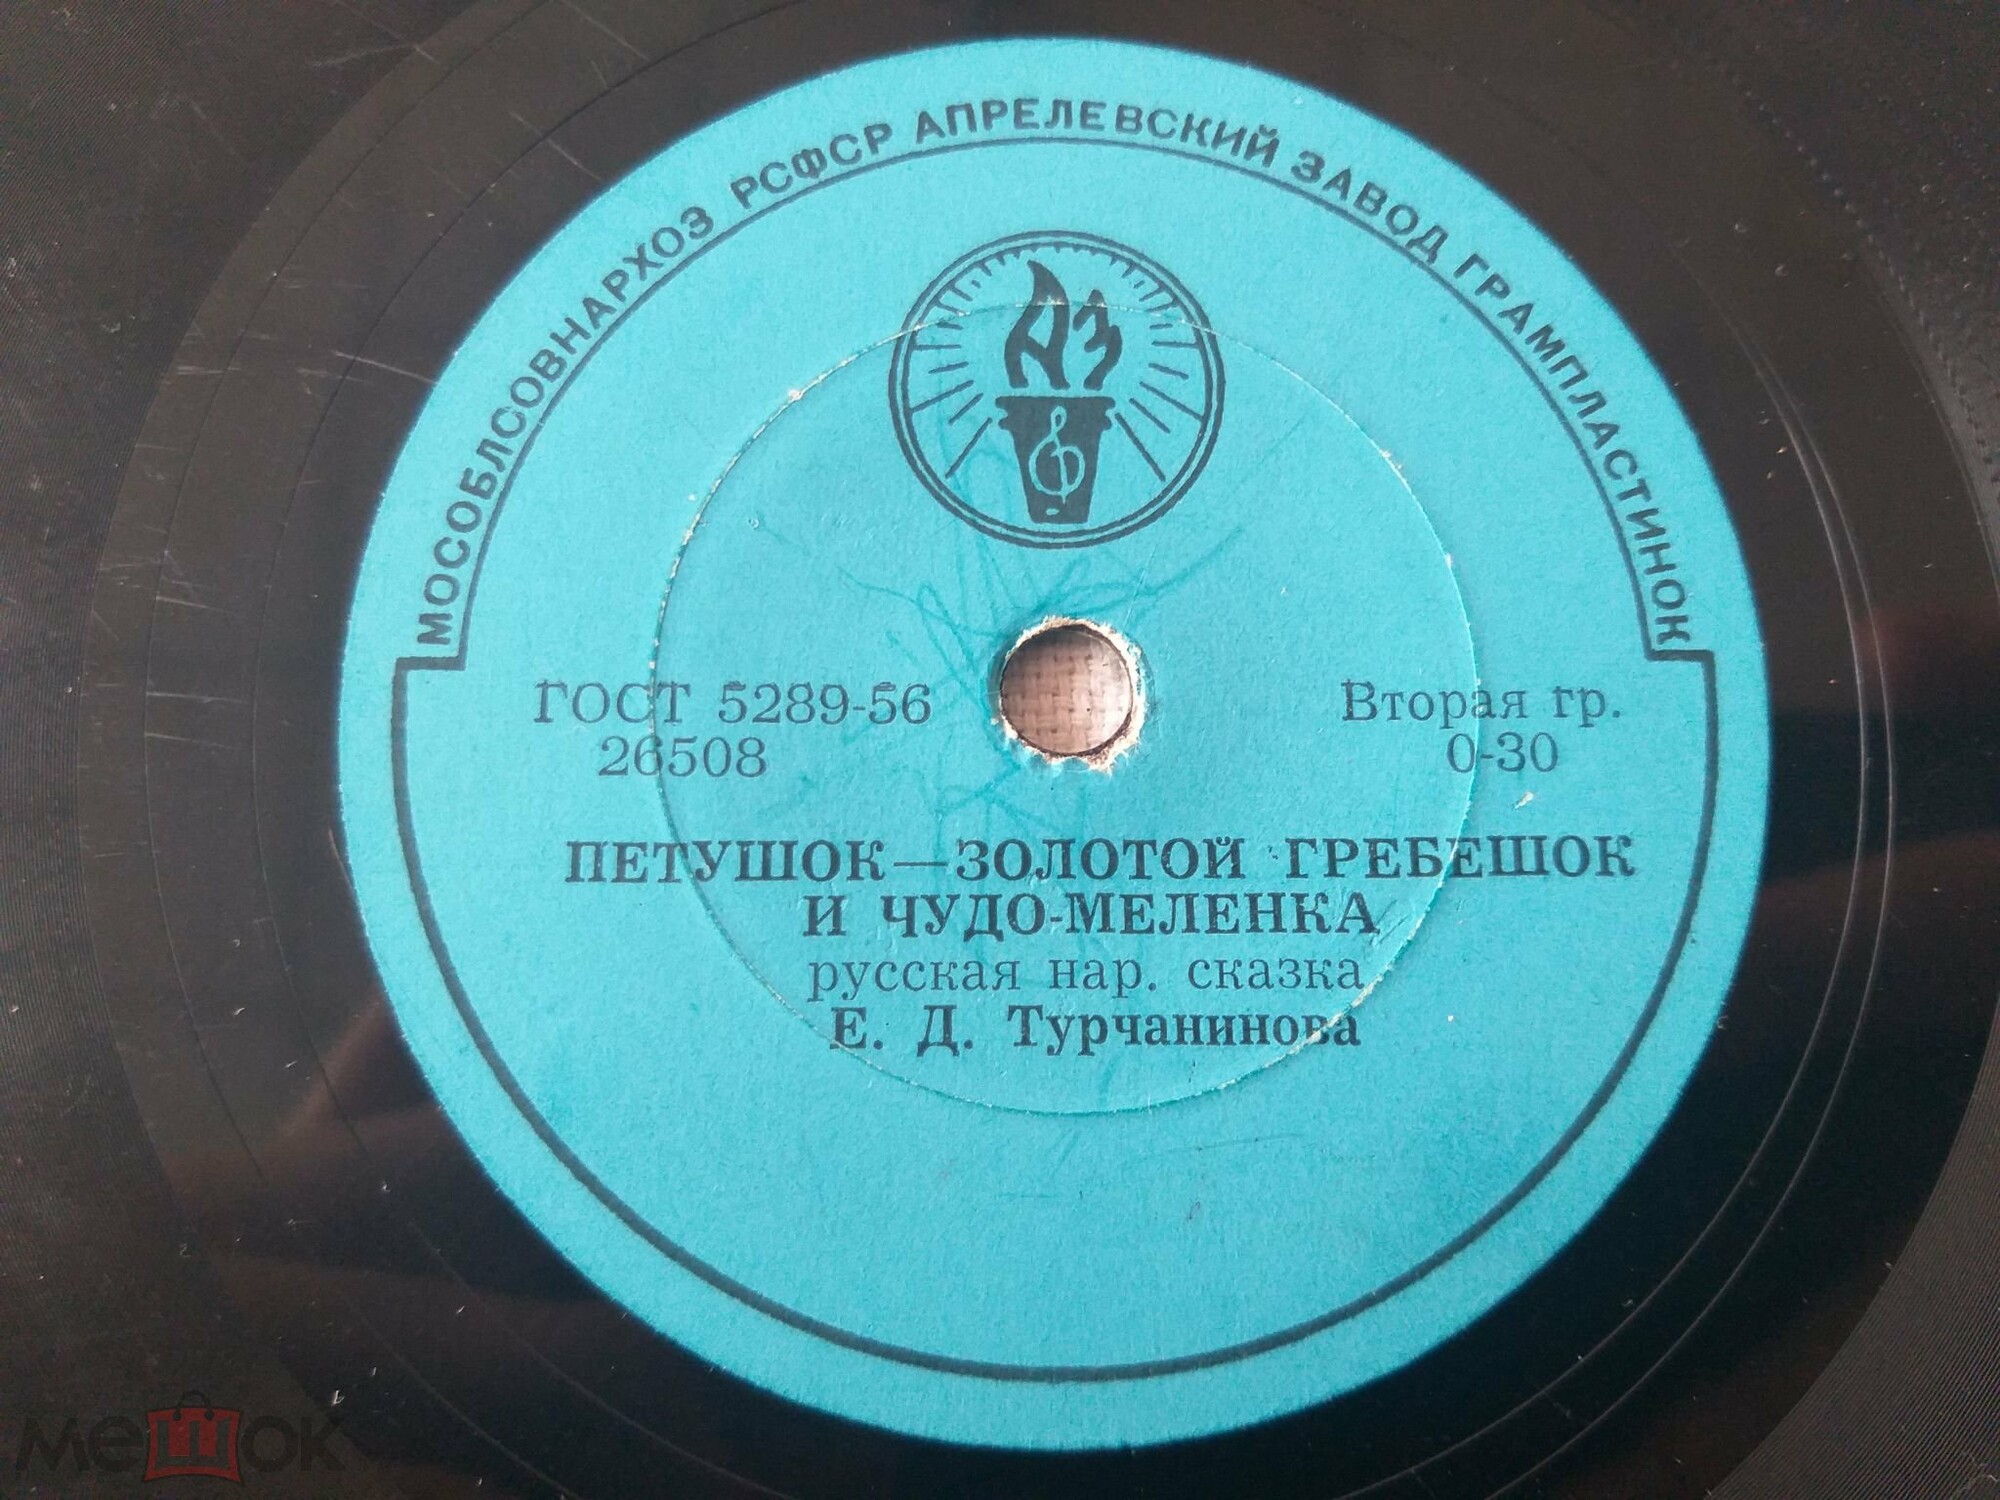 МОСОБЛСОВНАРХОЗ РСФСР АПРЕЛЕВСКИЙ ЗАВОД ГРАМПЛАСТИНОК
АЗ
ГОСТ 5289-56 Вторая гр.
26508 0-30
ПЕТУШОК—ЗОЛОТОЙ ГРЕБЕШОК
И ЧУДО-МЕЛЕНКА
русская нар. сказка
Е. Д. Турчанинова
мешок